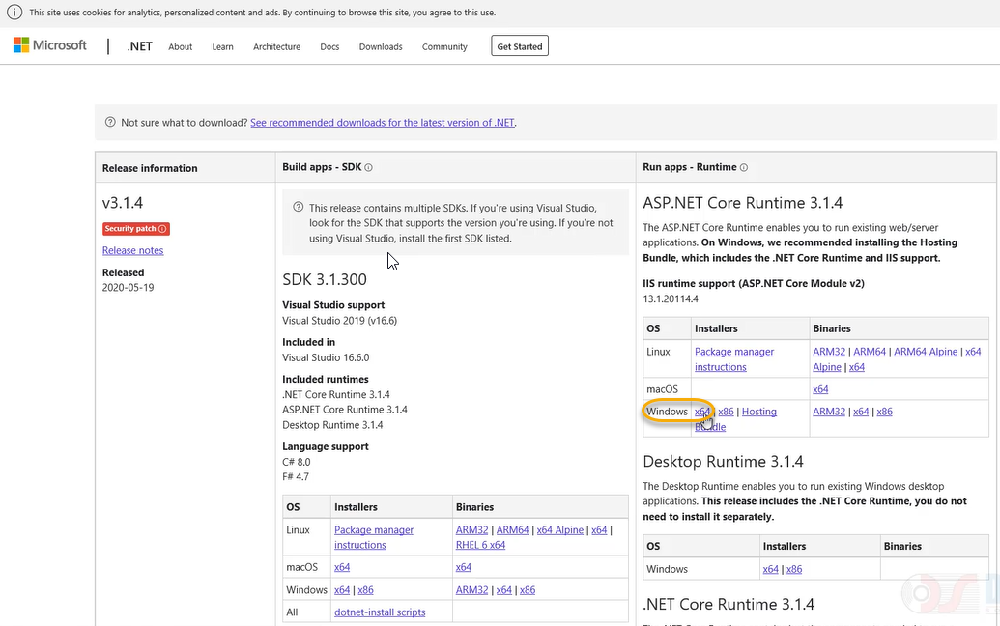 This site uses cookies for analytics, personalized content and ads. By continuing to browse this site, you agree to this use.
Microsoft | .NET About Learn Architecture Docs Downloads Community Get Started
Not sure what to download? See recommended downloads for the latest version of .NET.
Release information
v3.1.4
Security patch
Release notes
Released
2020-05-19
Build apps - SDK
This release contains multiple SDKs. If you're using Visual Studio,
look for the SDK that supports the version you're using. If you're not
using Visual Studio, install the first SDK listed.
SDK 3.1.300
Visual Studio support
Visual Studio 2019 (v16.6)
Included in
Visual Studio 16.6.0
Included runtimes
.NET Core Runtime 3.1.4
ASP.NET Core Runtime 3.1.4
Desktop Runtime 3.1.4
Language support
C# 8.0
F# 4.7
OS Installers Binaries
Linux Package manager ARM32 | ARM64 | x64 Alpine | x64 |
instructions RHEL 6 x64
macOS x64 x64
Windows x64 | x86 ARM32 | x64 | x86
All dotnet-install scripts
Run apps - Runtime
ASP.NET Core Runtime 3.1.4
The ASP.NET Core Runtime enables you to run existing web/server
applications. On Windows, we recommended installing the Hosting
Bundle, which includes the .NET Core Runtime and IIS support.
IIS runtime support (ASP.NET Core Module v2)
13.1.20114.4
OS Installers Binaries
Linux Package manager ARM32 | ARM64 | ARM64 Alpine | x64
instructions Alpine | x64
macOS x64
Windows x64 | x86 | Hosting ARM32 | x64 | x86
Bundle
Desktop Runtime 3.1.4
The Desktop Runtime enables you to run existing Windows desktop
applications. This release includes the .NET Core Runtime, you do not
need to install it separately.
OS Installers Binaries
Windows x64 | x86
.NET Core Runtime 3.1.4